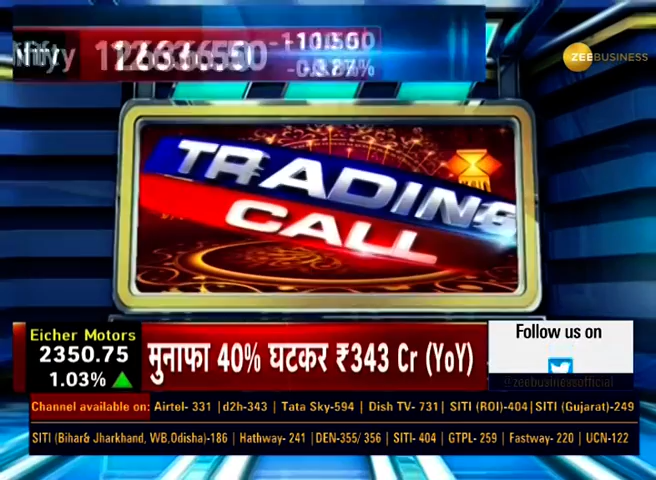 ZEE BUSINESS
TRADING
CALL
Eicher Motors
2350.75
1.03%
मुनाफा 40% घटकर ₹343 Cr (YoY)
Follow us on
@zeebusinessofficial
Channel available on: Airtel- 331 | d2h-343 | Tata Sky-594 | Dish TV- 731 | SITI (ROI)-404 | SITI (Gujarat)-249
SITI (Bihar& Jharkhand, WB,Odisha)-186 | Hathway- 241 | DEN-355/ 356 | SITI- 404 | GTPL- 259 | Fastway- 220 | UCN-122